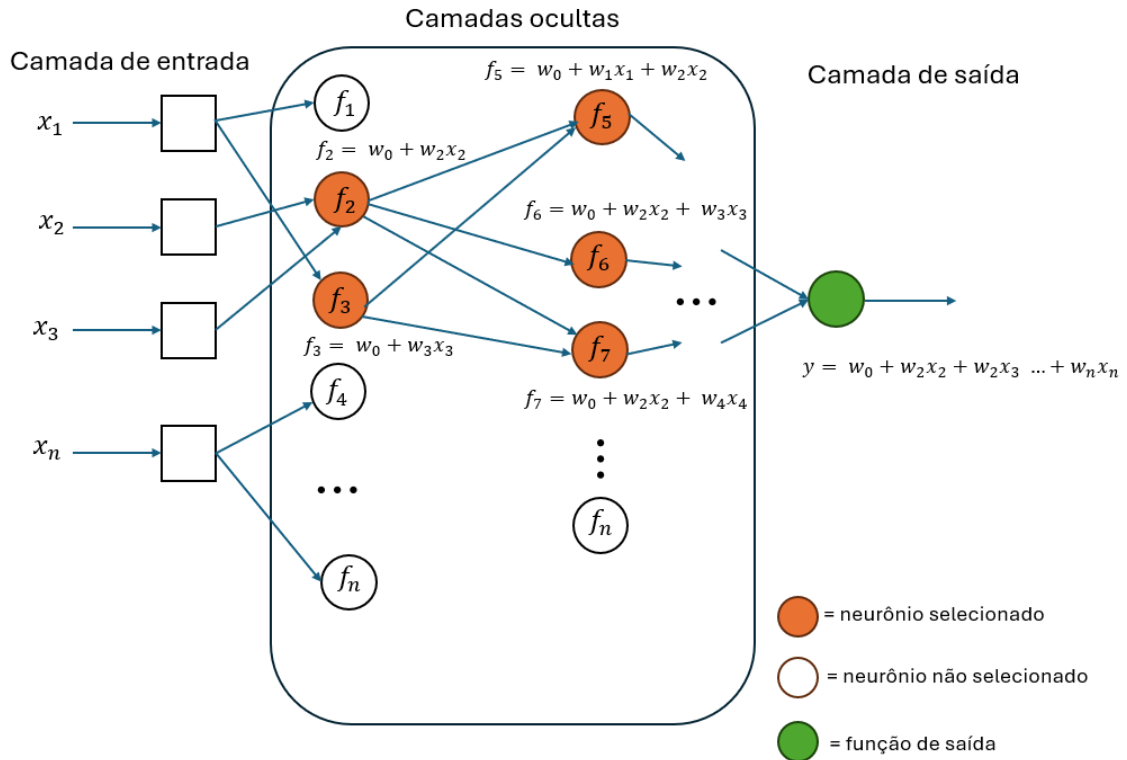 Camadas ocultas
Camada de entrada
Camada de saída
f₅ = w₀ + w₁x₁ + w₂x₂
x₁
f₁
f₅
f₂ = w₀ + w₂x₂
x₂
f₂
f₆ = w₀ + w₂x₂ + w₃x₃
f₆
x₃
f₃
...
f₃ = w₀ + w₃x₃
f₇
y = w₀ + w₂x₂ + w₂x₃ ... + wₙxₙ
f₄
f₇ = w₀ + w₂x₂ + w₄x₄
xₙ
...
⋮
fₙ
fₙ
= neurônio selecionado
= neurônio não selecionado
= função de saída